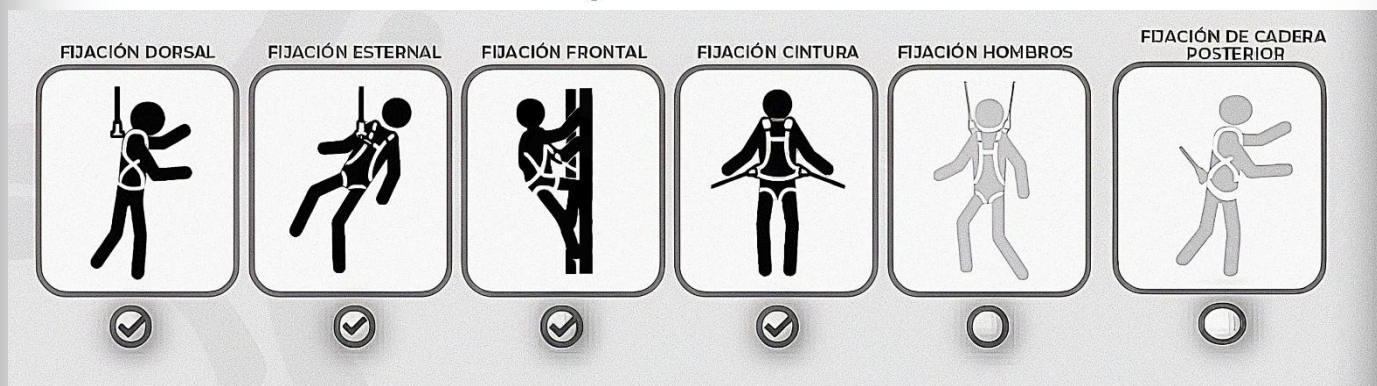 FIJACIÓN DORSAL
FIJACIÓN ESTERNAL
FIJACIÓN FRONTAL
FIJACIÓN CINTURA
FIJACIÓN HOMBROS
FIJACIÓN DE CADERA
POSTERIOR